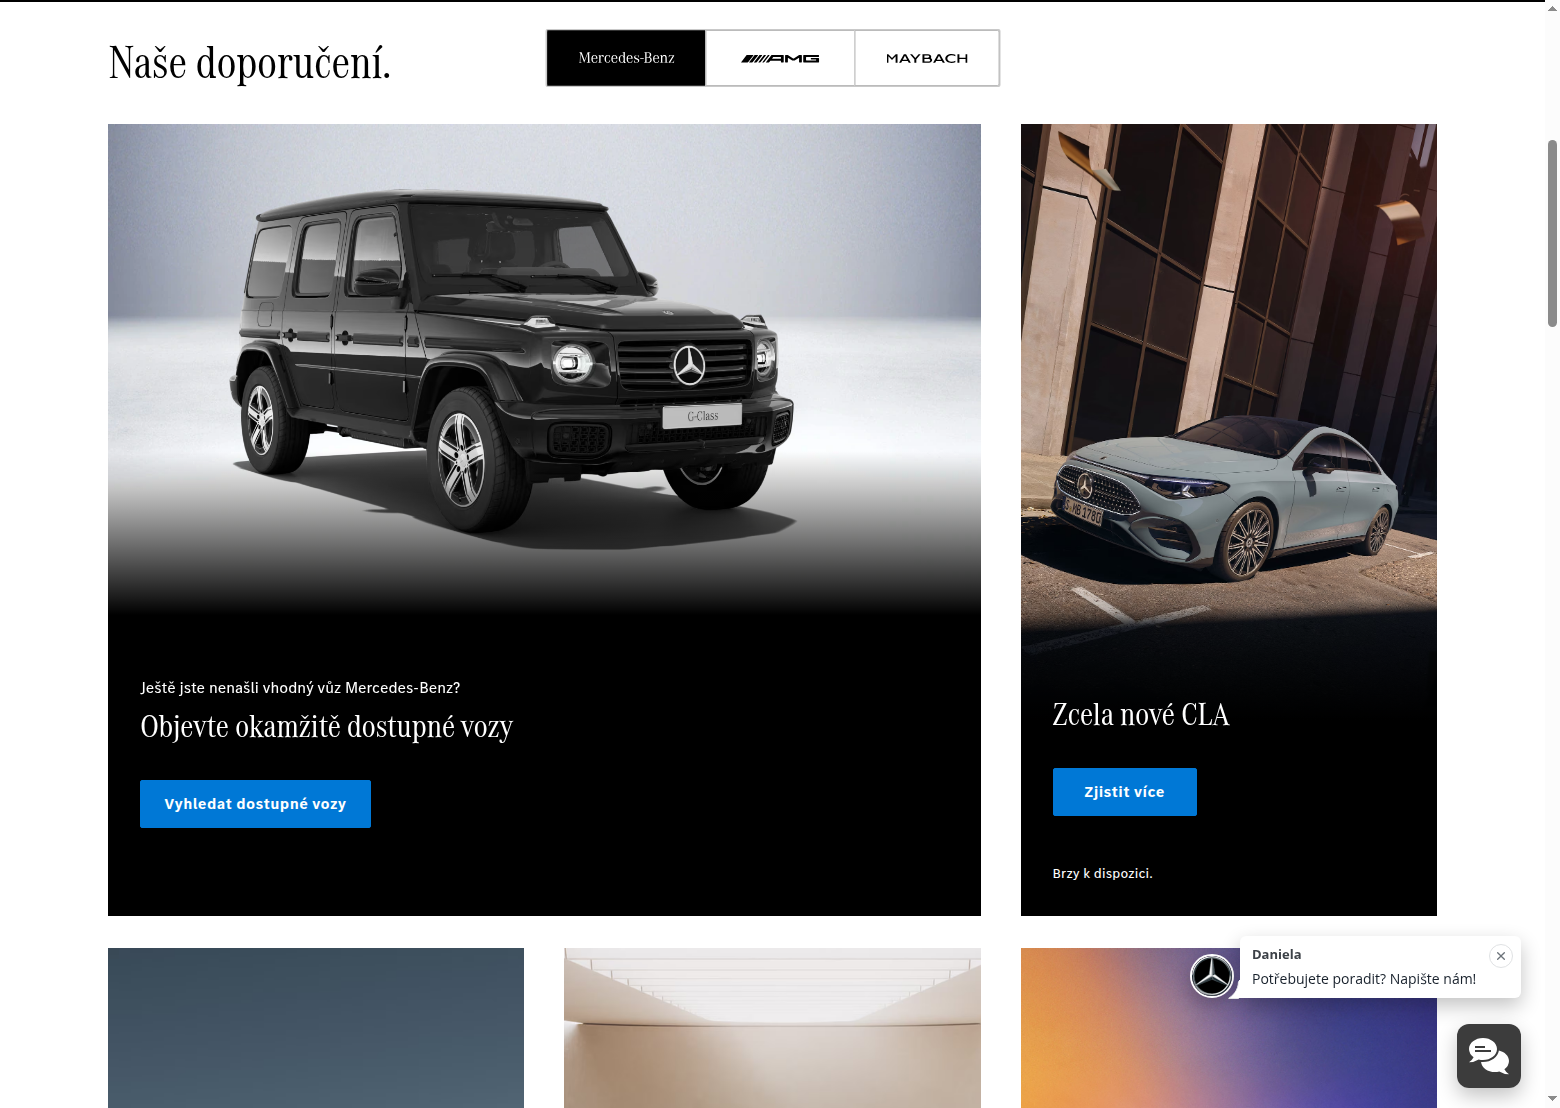 Naše doporučení.
Mercedes-Benz
AMG
MAYBACH
G-Class
Ještě jste nenašli vhodný vůz Mercedes-Benz?
Objevte okamžitě dostupné vozy
Vyhledat dostupné vozy
Zcela nové CLA
Zjistit více
Brzy k dispozici.
Daniela
Potřebujete poradit? Napište nám!